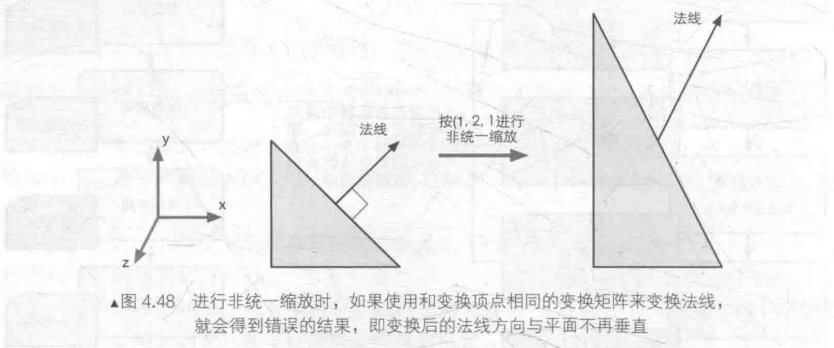 法线
法线
按(1, 2, 1进行
非统一缩放
y
x
z
▲图 4.48 进行非统一缩放时，如果使用和变换顶点相同的变换矩阵来变换法线，
就会得到错误的结果，即变换后的法线方向与平面不再垂直